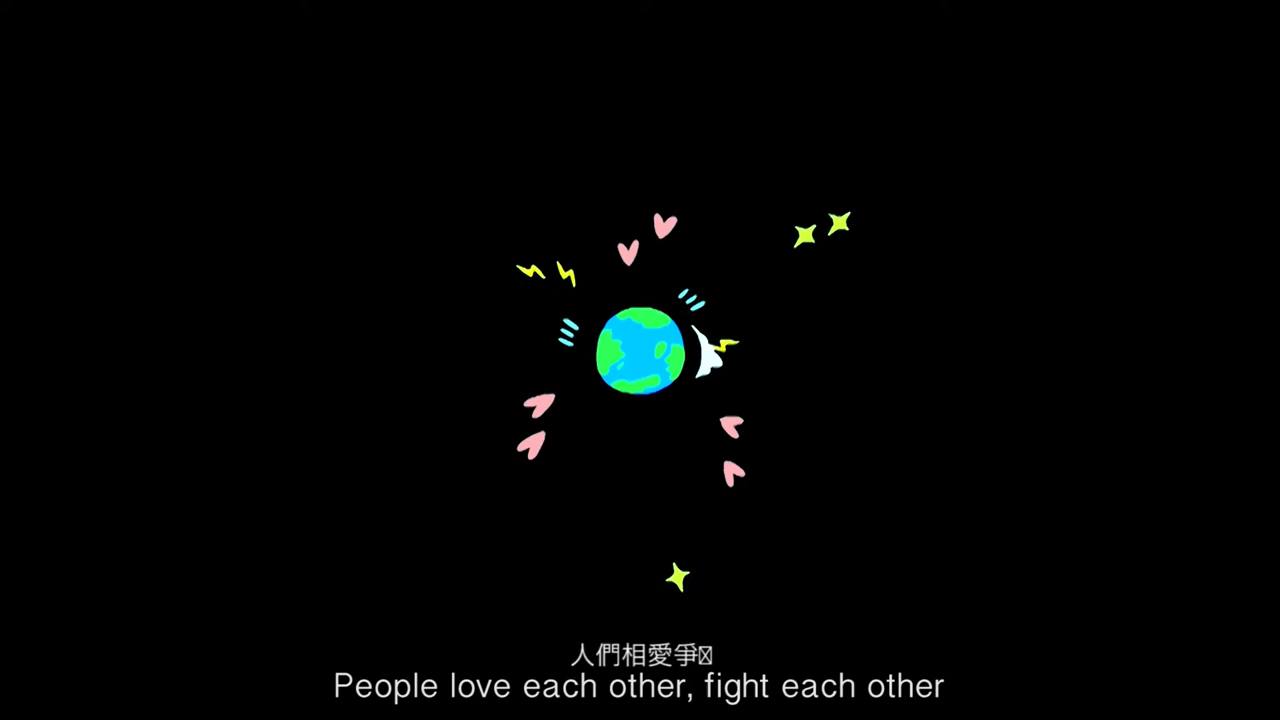 人們相愛爭
People love each other, fight each other